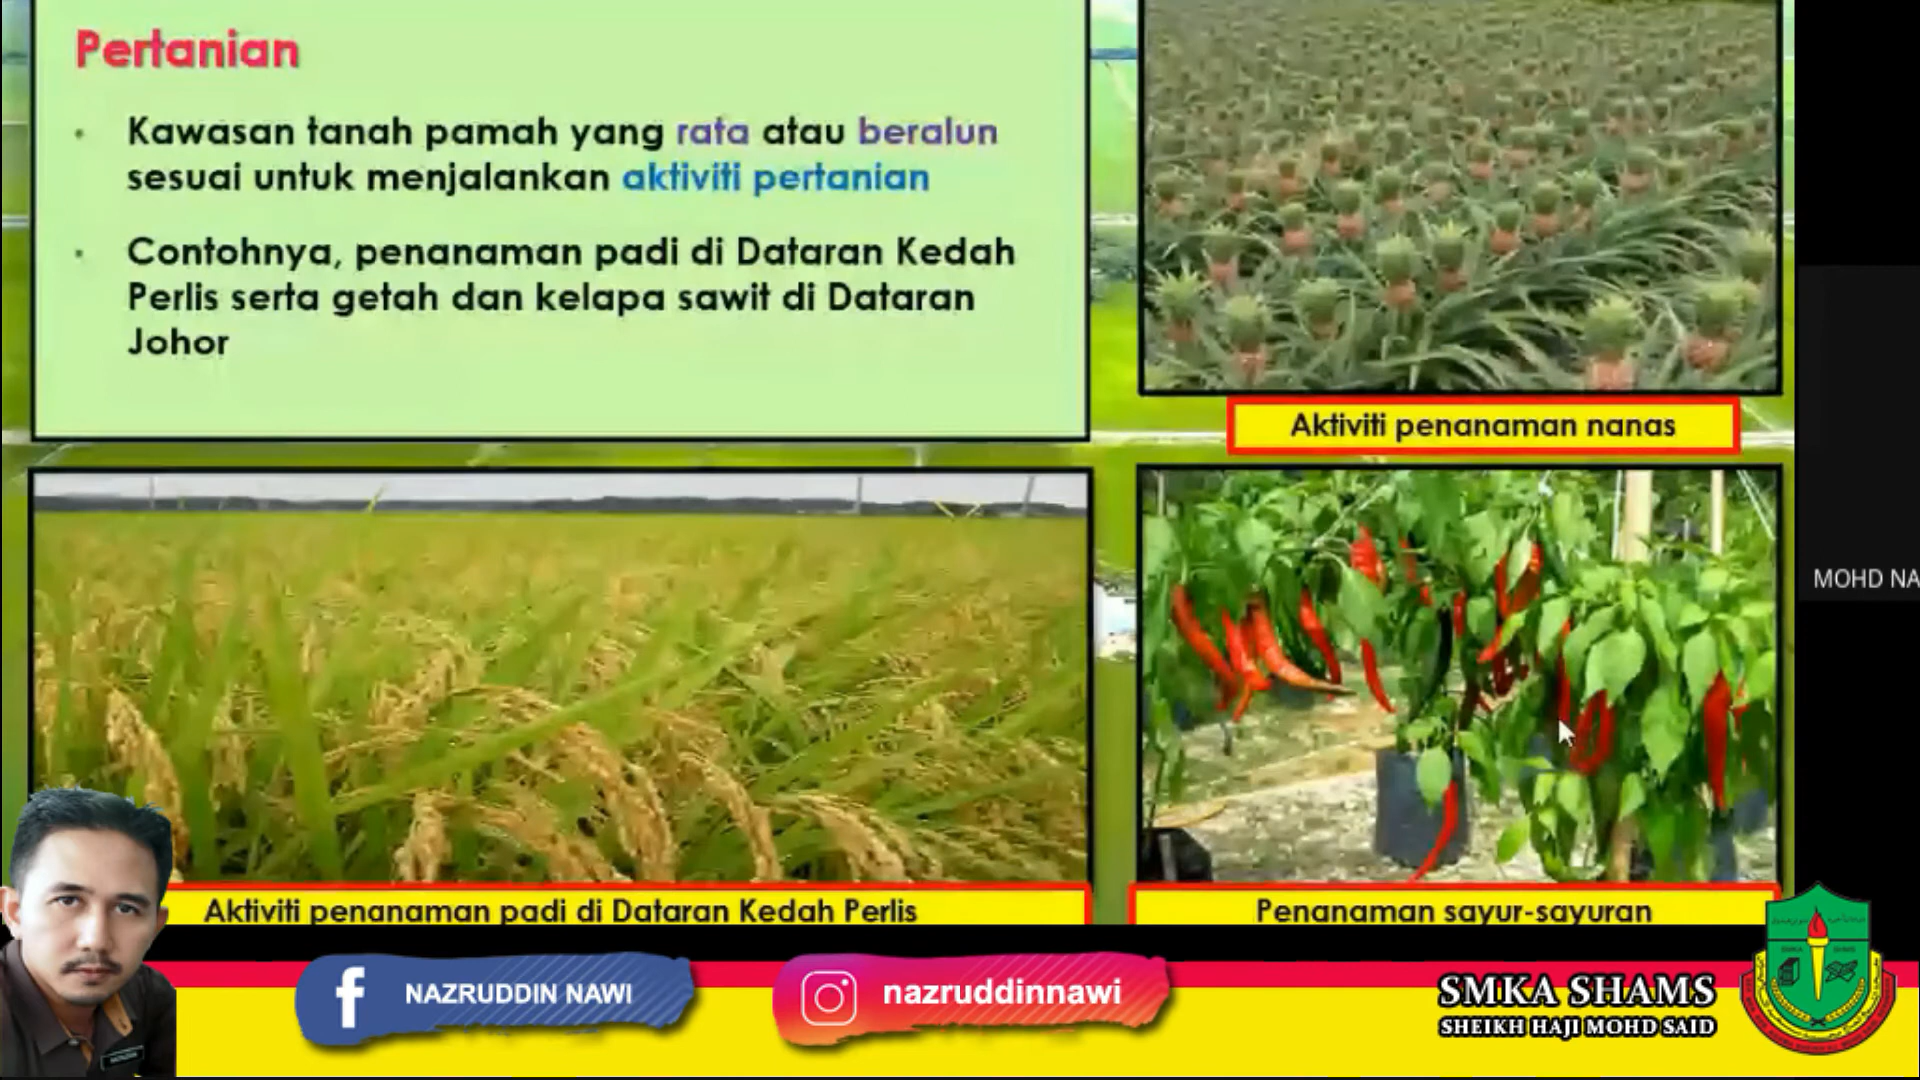 Pertanian
• Kawasan tanah pamah yang rata atau beralun
sesuai untuk menjalankan aktiviti pertanian
• Contohnya, penanaman padi di Dataran Kedah
Perlis serta getah dan kelapa sawit di Dataran
Johor
Aktiviti penanaman nanas
MOHD NA
Aktiviti penanaman padi di Dataran Kedah Perlis
Penanaman sayur-sayuran
NAZRUDDIN NAWI
nazruddinnawi
SMKA SHAMS
SHEIKH HAJI MOHD SAID